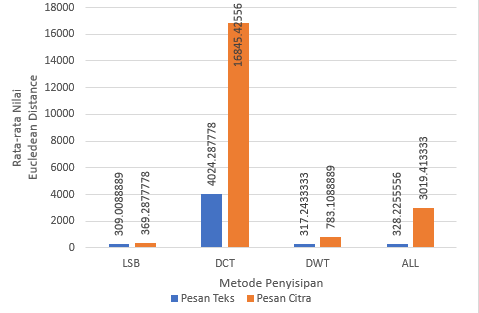 18000
16000
14000
12000
10000
8000
6000
4000
2000
0
Rata-rata Nilai
Eucledean Distance
309.0088889
369.2877778
4024.287778
16845.42556
317.2433333
783.1088889
328.2255556
3019.413333
LSB
DCT
DWT
ALL
Metode Penyisipan
Pesan Teks
Pesan Citra